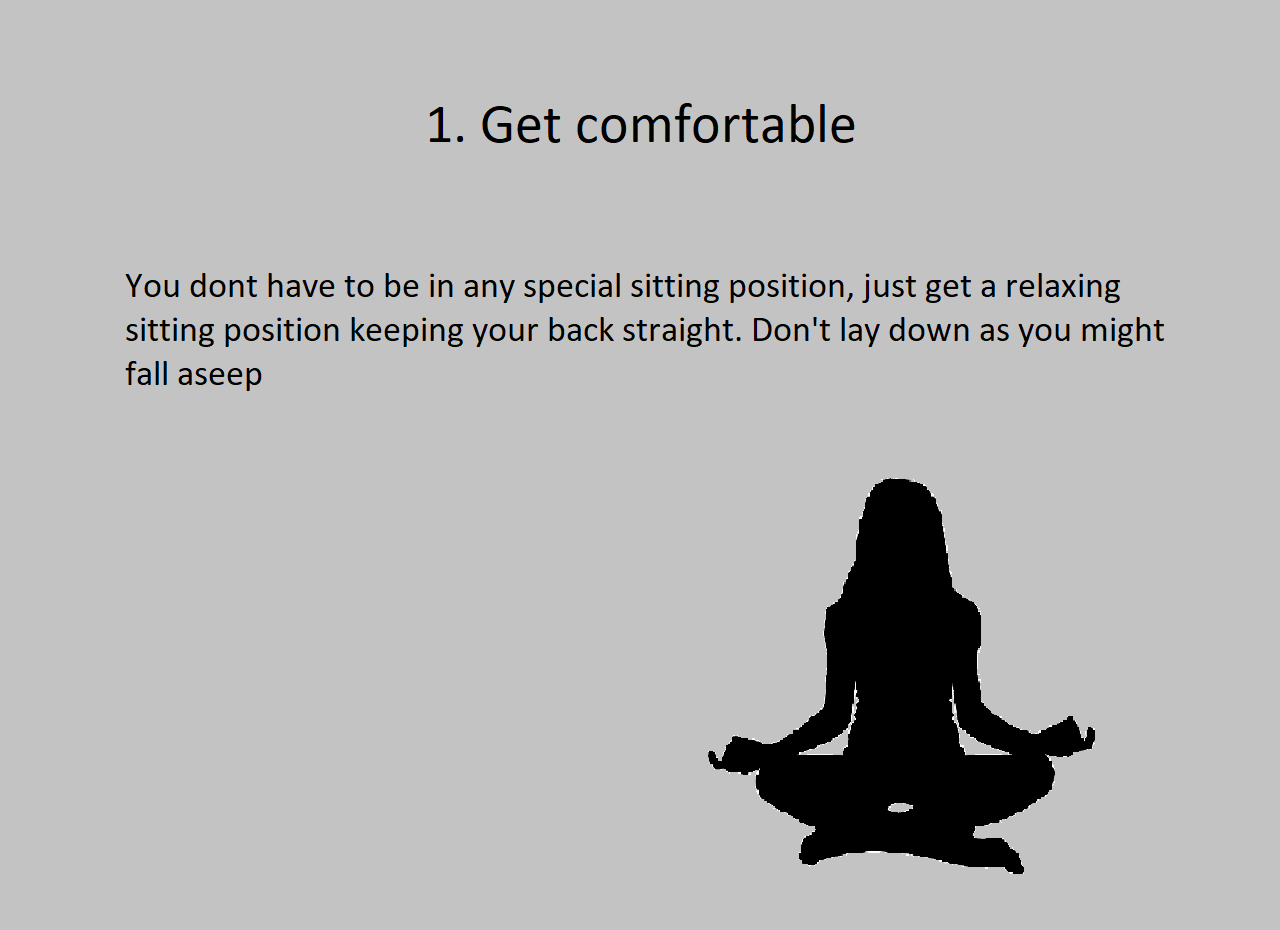 1. Get comfortable
You dont have to be in any special sitting position, just get a relaxing
sitting position keeping your back straight. Don't lay down as you might
fall aseep